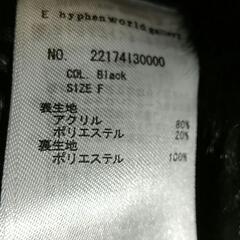 E hyphen world gallery
NO. 22174130000
COL. Black
SIZE F
表生地
アクリル 80%
ポリエステル 20%
裏生地
ポリエステル 100%